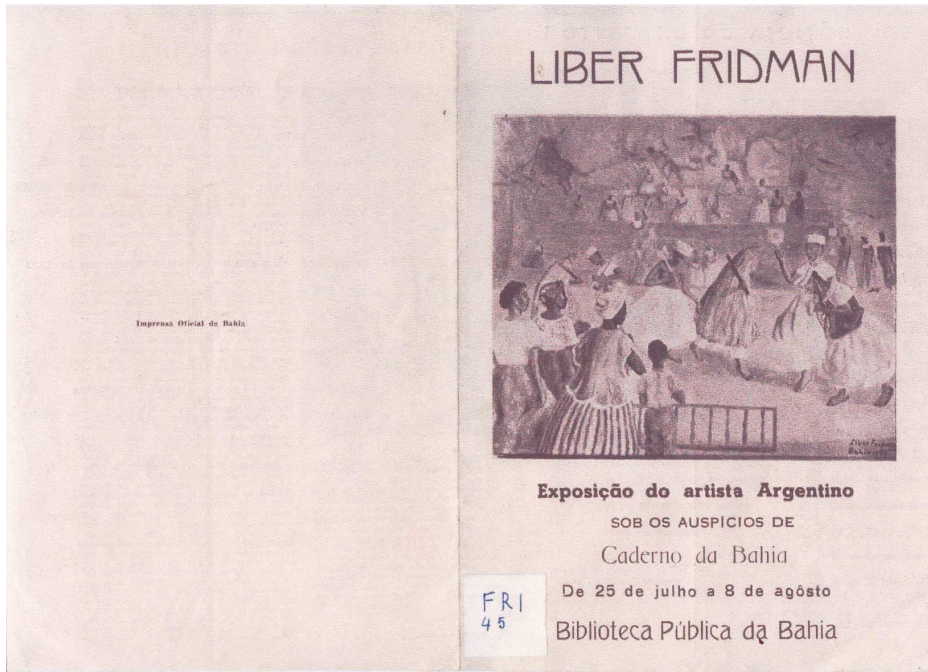 Imprensa Oficial da Bahia
LIBER FRIDMAN
Exposição do artista Argentino
SOB OS AUSPÍCIOS DE
Caderno da Bahia
De 25 de julho a 8 de agôsto
Biblioteca Pública da Bahia
FRI
45